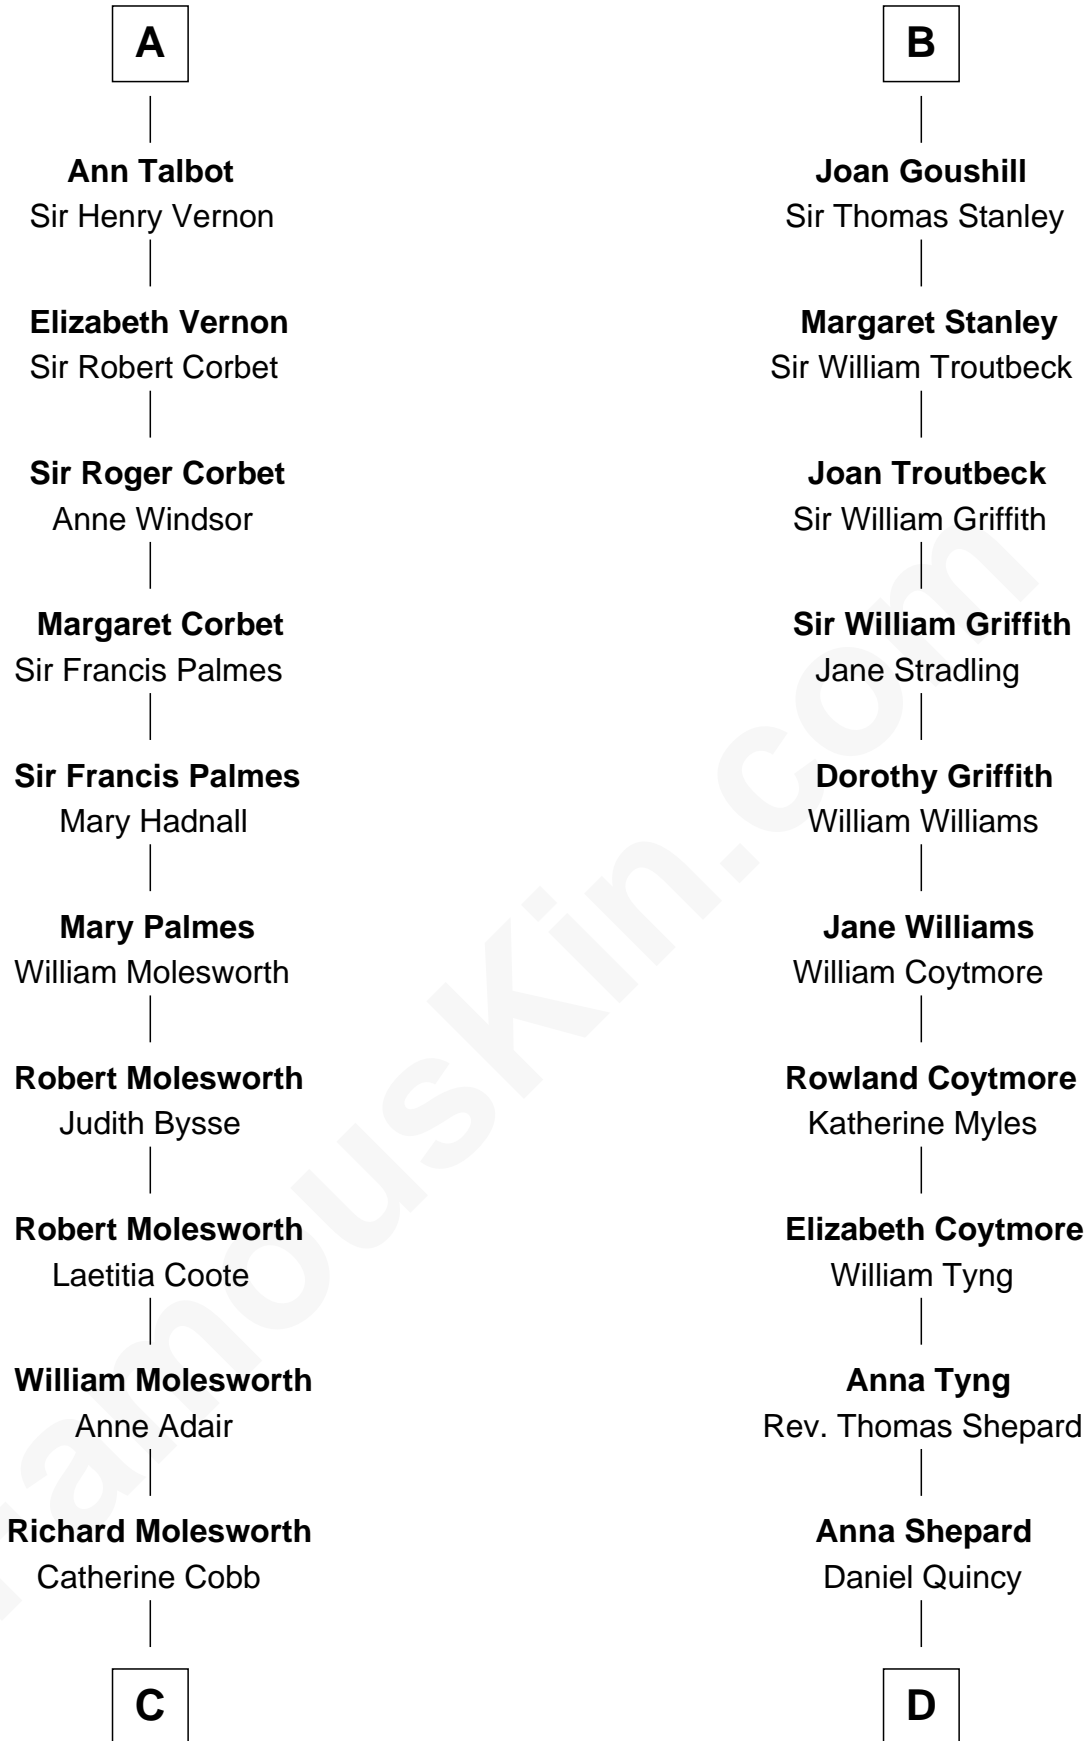 A
Ann Talbot
Sir Henry Vernon
Elizabeth Vernon
Sir Robert Corbet
Sir Roger Corbet
Anne Windsor
Margaret Corbet
Sir Francis Palmes
Sir Francis Palmes
Mary Hadnall
Mary Palmes
William Molesworth
Robert Molesworth
Judith Bysse
Robert Molesworth
Laetitia Coote
William Molesworth
Anne Adair
Richard Molesworth
Catherine Cobb
C
B
Joan Goushill
Sir Thomas Stanley
Margaret Stanley
Sir William Troutbeck
Joan Troutbeck
Sir William Griffith
Sir William Griffith
Jane Stradling
Dorothy Griffith
William Williams
Jane Williams
William Coytmore
Rowland Coytmore
Katherine Myles
Elizabeth Coytmore
William Tyng
Anna Tyng
Rev. Thomas Shepard
Anna Shepard
Daniel Quincy
D
FamousKin.com